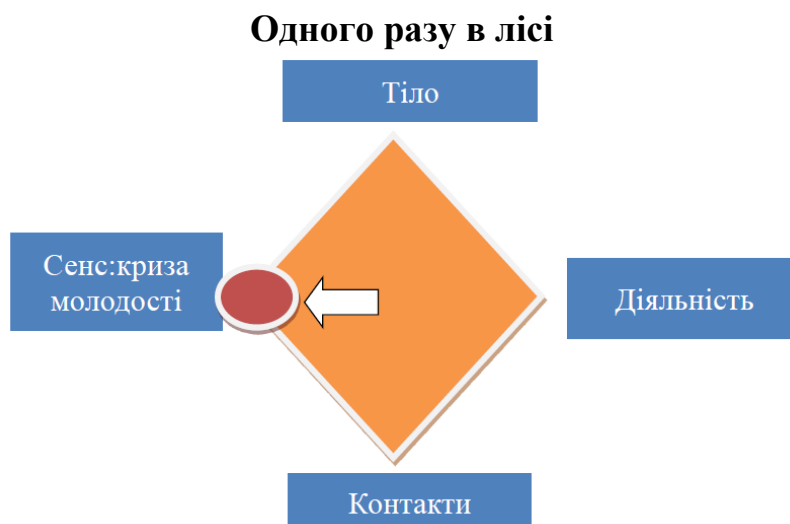 Одного разу в лісі
Тіло
Сенс:криза
молодості
Діяльність
Контакти